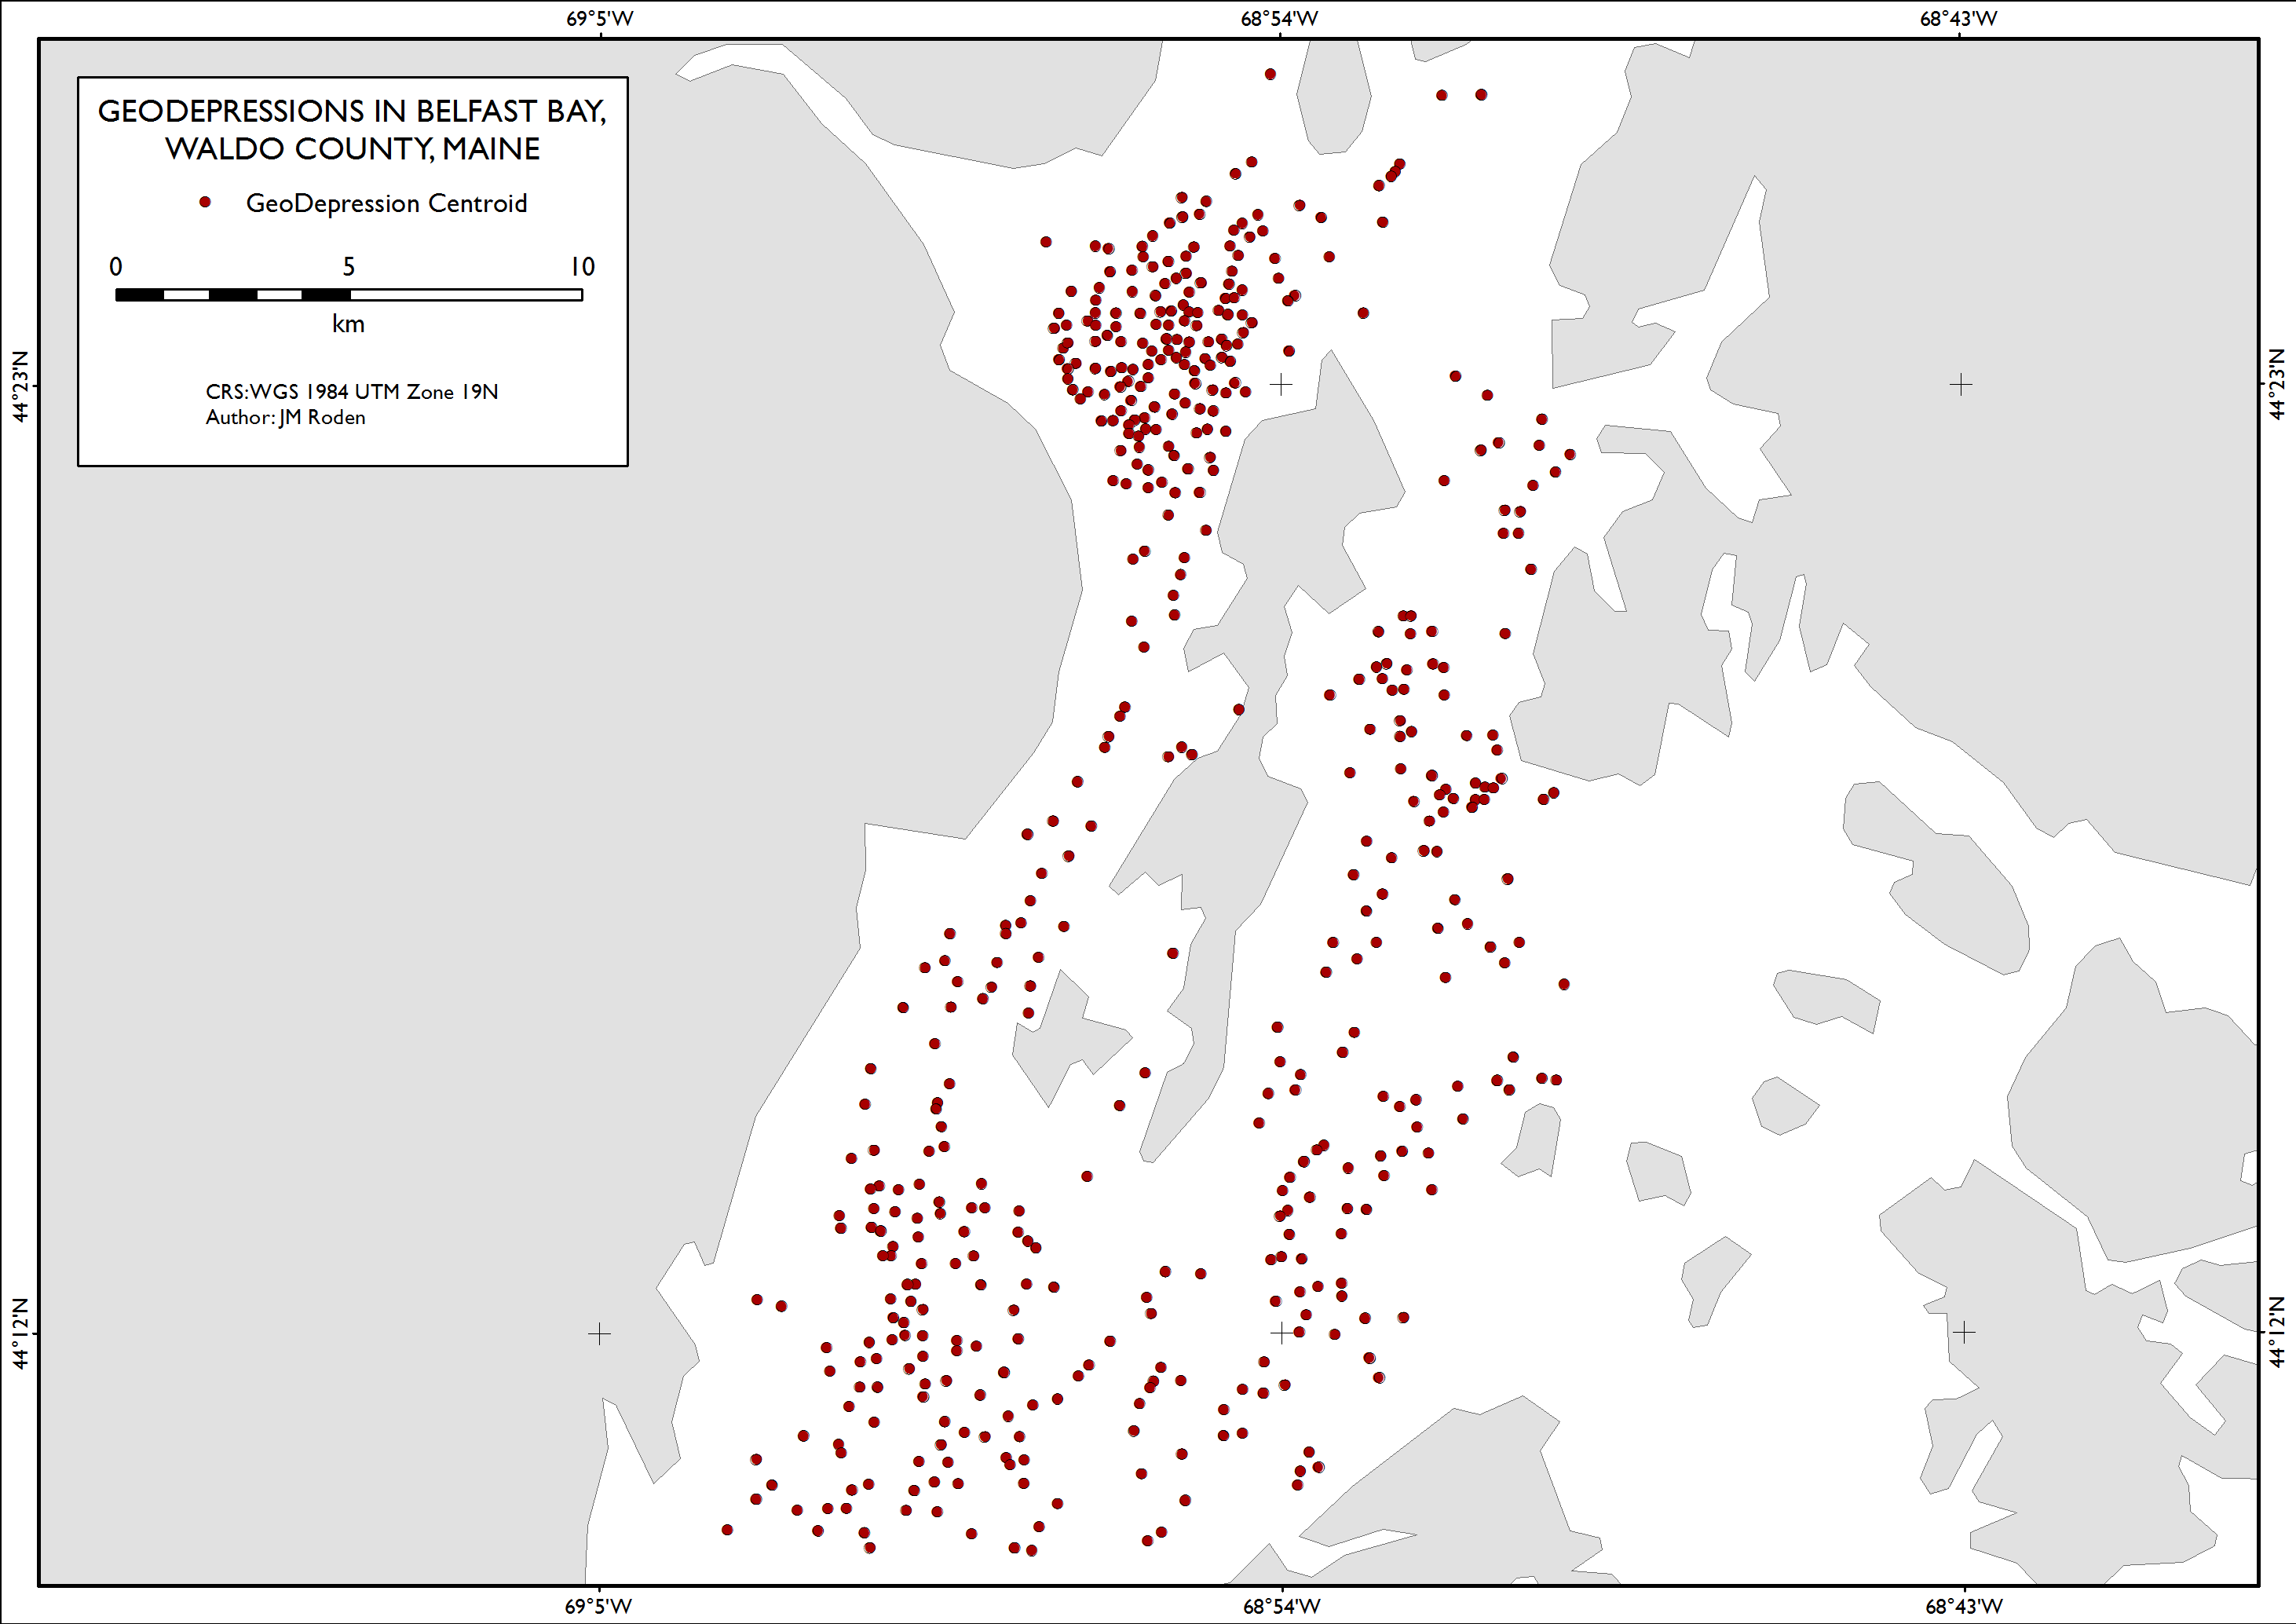 69°5'W 68°54'W 68°43'W
GEODEPRESSIONS IN BELFAST BAY,
WALDO COUNTY, MAINE
GeoDepression Centroid
0 5 10
km
44°23'N 44°23'N
CRS: WGS 1984 UTM Zone 19N
Author: JM Roden
44°12'N 44°12'N
69°5'W 68°54'W 68°43'W